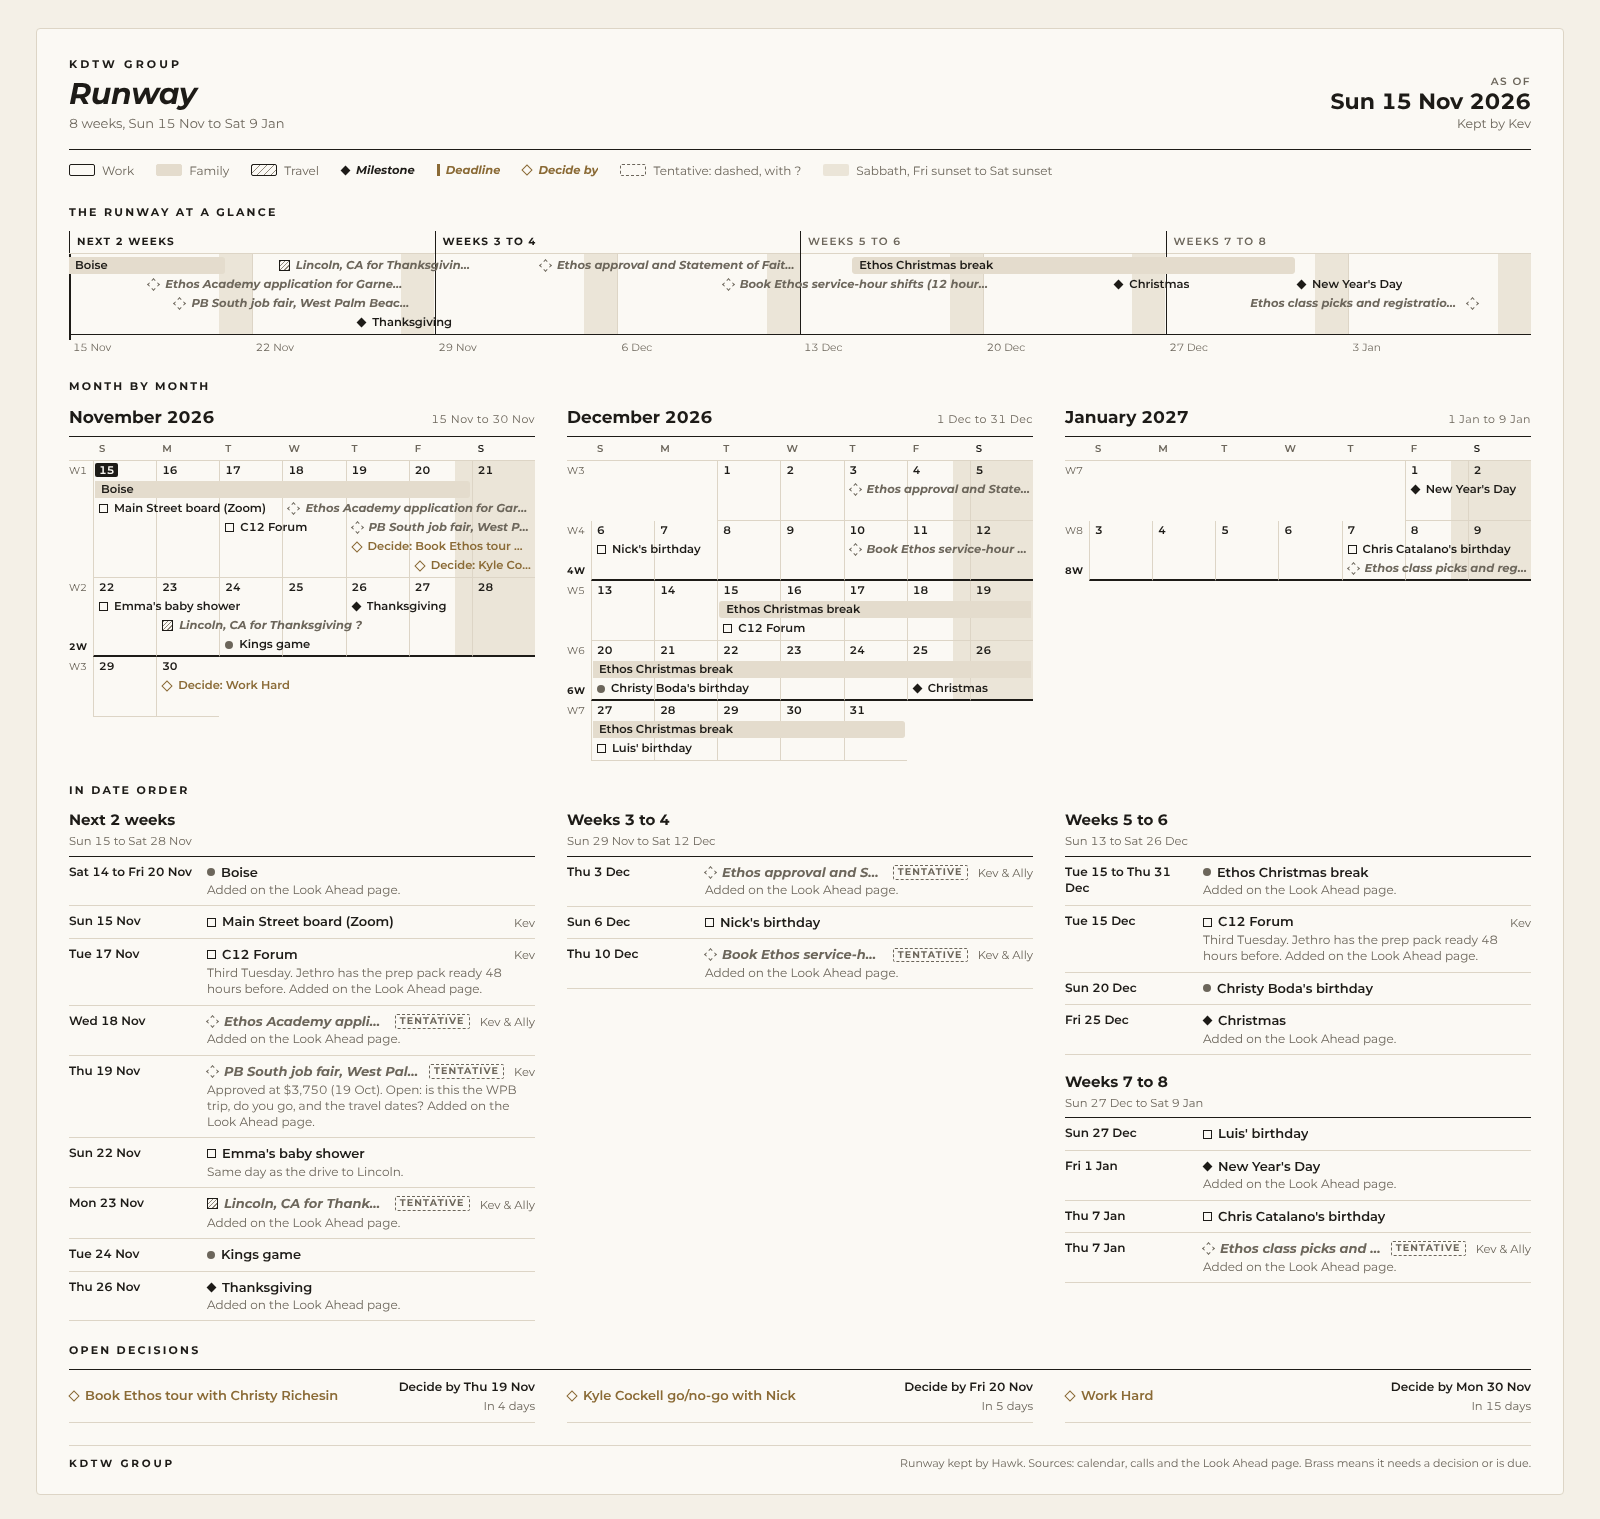 KDTW GROUP
Runway
8 weeks, Sun 15 Nov to Sat 9 Jan
AS OF
Sun 15 Nov 2026
Kept by Kev
Work Family Travel Milestone Deadline Decide by Tentative: dashed, with ? Sabbath, Fri sunset to Sat sunset
THE RUNWAY AT A GLANCE
NEXT 2 WEEKS WEEKS 3 TO 4 WEEKS 5 TO 6 WEEKS 7 TO 8
Boise Lincoln, CA for Thanksgivin... Ethos approval and Statement of Fait... Ethos Christmas break
Ethos Academy application for Garne... Book Ethos service-hour shifts (12 hour... Christmas New Year's Day
PB South job fair, West Palm Beac... Ethos class picks and registratio...
Thanksgiving
15 Nov 22 Nov 29 Nov 6 Dec 13 Dec 20 Dec 27 Dec 3 Jan
MONTH BY MONTH
November 2026 15 Nov to 30 Nov
S M T W T F S
W1 15 16 17 18 19 20 21
Boise
Main Street board (Zoom) Ethos Academy application for Gar...
C12 Forum PB South job fair, West P...
Decide: Book Ethos tour ...
Decide: Kyle Co...
W2 22 23 24 25 26 27 28
Emma's baby shower Thanksgiving
Lincoln, CA for Thanksgiving ?
2W Kings game
W3 29 30
Decide: Work Hard
December 2026 1 Dec to 31 Dec
S M T W T F S
W3 1 2 3 4 5
Ethos approval and State...
W4 6 7 8 9 10 11 12
Nick's birthday Book Ethos service-hour ...
4W
W5 13 14 15 16 17 18 19
Ethos Christmas break
C12 Forum
W6 20 21 22 23 24 25 26
Ethos Christmas break
6W Christy Boda's birthday Christmas
W7 27 28 29 30 31
Ethos Christmas break
Luis' birthday
January 2027 1 Jan to 9 Jan
S M T W T F S
W7 1 2
New Year's Day
W8 3 4 5 6 7 8 9
Chris Catalano's birthday
8W Ethos class picks and reg...
IN DATE ORDER
Next 2 weeks
Sun 15 to Sat 28 Nov
Sat 14 to Fri 20 Nov Boise
Added on the Look Ahead page.
Sun 15 Nov Main Street board (Zoom) Kev
Tue 17 Nov C12 Forum Kev
Third Tuesday. Jethro has the prep pack ready 48
hours before. Added on the Look Ahead page.
Wed 18 Nov Ethos Academy appli... TENTATIVE Kev & Ally
Added on the Look Ahead page.
Thu 19 Nov PB South job fair, West Pal... TENTATIVE Kev
Approved at $3,750 (19 Oct). Open: is this the WPB
trip, do you go, and the travel dates? Added on the
Look Ahead page.
Sun 22 Nov Emma's baby shower
Same day as the drive to Lincoln.
Mon 23 Nov Lincoln, CA for Thank... TENTATIVE Kev & Ally
Added on the Look Ahead page.
Tue 24 Nov Kings game
Thu 26 Nov Thanksgiving
Added on the Look Ahead page.
Weeks 3 to 4
Sun 29 Nov to Sat 12 Dec
Thu 3 Dec Ethos approval and S... TENTATIVE Kev & Ally
Added on the Look Ahead page.
Sun 6 Dec Nick's birthday
Thu 10 Dec Book Ethos service-h... TENTATIVE Kev & Ally
Added on the Look Ahead page.
Weeks 5 to 6
Sun 13 to Sat 26 Dec
Tue 15 to Thu 31 Ethos Christmas break
Dec Added on the Look Ahead page.
Tue 15 Dec C12 Forum Kev
Third Tuesday. Jethro has the prep pack ready 48
hours before. Added on the Look Ahead page.
Sun 20 Dec Christy Boda's birthday
Fri 25 Dec Christmas
Added on the Look Ahead page.
Weeks 7 to 8
Sun 27 Dec to Sat 9 Jan
Sun 27 Dec Luis' birthday
Fri 1 Jan New Year's Day
Added on the Look Ahead page.
Thu 7 Jan Chris Catalano's birthday
Thu 7 Jan Ethos class picks and ... TENTATIVE Kev & Ally
Added on the Look Ahead page.
OPEN DECISIONS
Book Ethos tour with Christy Richesin Decide by Thu 19 Nov
In 4 days
Kyle Cockell go/no-go with Nick Decide by Fri 20 Nov
In 5 days
Work Hard Decide by Mon 30 Nov
In 15 days
KDTW GROUP
Runway kept by Hawk. Sources: calendar, calls and the Look Ahead page. Brass means it needs a decision or is due.